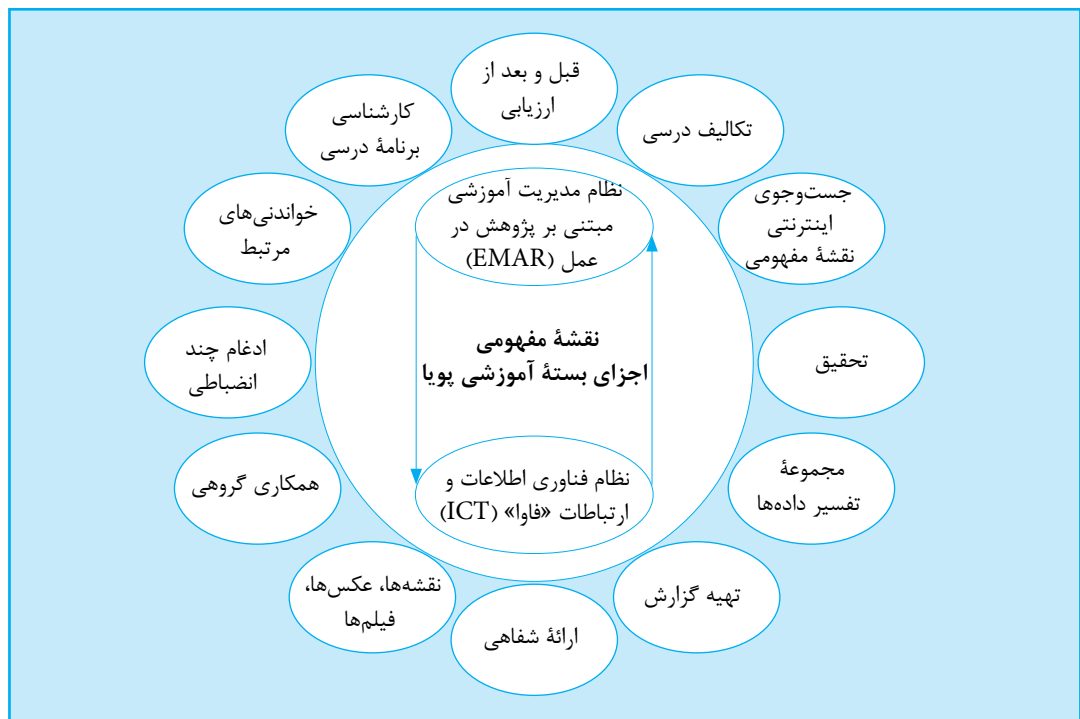 قبل و بعد از
ارزیابی
تکالیف درسی
جست‌وجوی
اینترنتی
نقشهٔ مفهومی
تحقیق
مجموعهٔ
تفسیر داده‌ها
تهیه گزارش
ارائهٔ شفاهی
نقشه‌ها، عکس‌ها،
فیلم‌ها
همکاری گروهی
ادغام چند
انضباطی
خواندنی‌های
مرتبط
کارشناسی
برنامهٔ درسی
نظام مدیریت آموزشی
مبتنی بر پژوهش در
عمل (EMAR)
نقشهٔ مفهومی
اجزای بستهٔ آموزشی پویا
نظام فناوری اطلاعات و
ارتباطات «فاوا» (ICT)